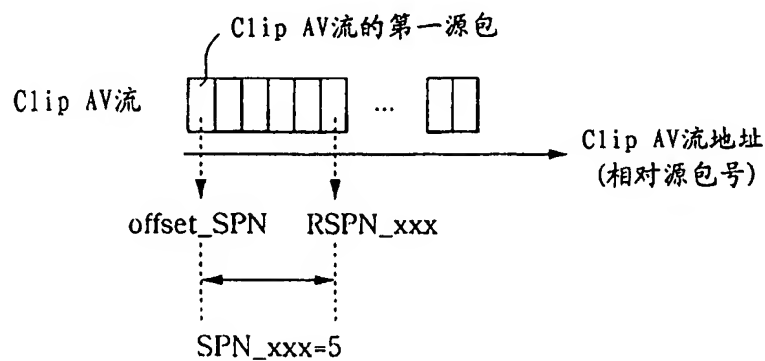 Clip AV流的第一源包
Clip AV流
...
Clip AV流地址
(相对源包号)
offset_SPN
RSPN_xxx
SPN_xxx=5